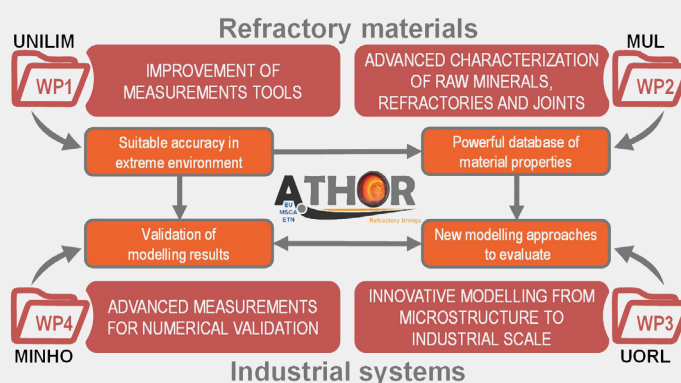 Refractory materials
UNILIM
WP1
IMPROVEMENT OF
MEASUREMENTS TOOLS
ADVANCED CHARACTERIZATION
OF RAW MINERALS,
REFRACTORIES AND JOINTS
MUL
WP2
Suitable accuracy in
extreme environment
Powerful database of
material properties
ATHOR
EU
MSCA
ETN
Refractory linings
Validation of
modelling results
New modelling approaches
to evaluate
WP4
MINHO
ADVANCED MEASUREMENTS
FOR NUMERICAL VALIDATION
INNOVATIVE MODELLING FROM
MICROSTRUCTURE TO
INDUSTRIAL SCALE
WP3
UORL
Industrial systems